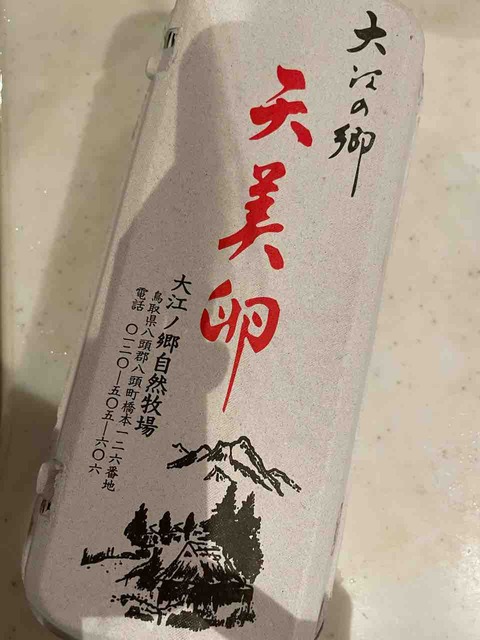 大江の郷
天美卵
大江ノ郷自然牧場
鳥取県八頭郡八頭町橋本一二六番地
電話 〇一二〇―五〇五―六〇六